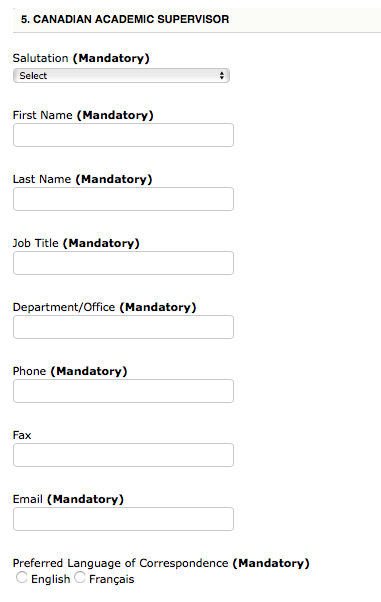 5. CANADIAN ACADEMIC SUPERVISOR
Salutation (Mandatory)
Select
First Name (Mandatory)
Last Name (Mandatory)
Job Title (Mandatory)
Department/Office (Mandatory)
Phone (Mandatory)
Fax
Email (Mandatory)
Preferred Language of Correspondence (Mandatory)
English Français